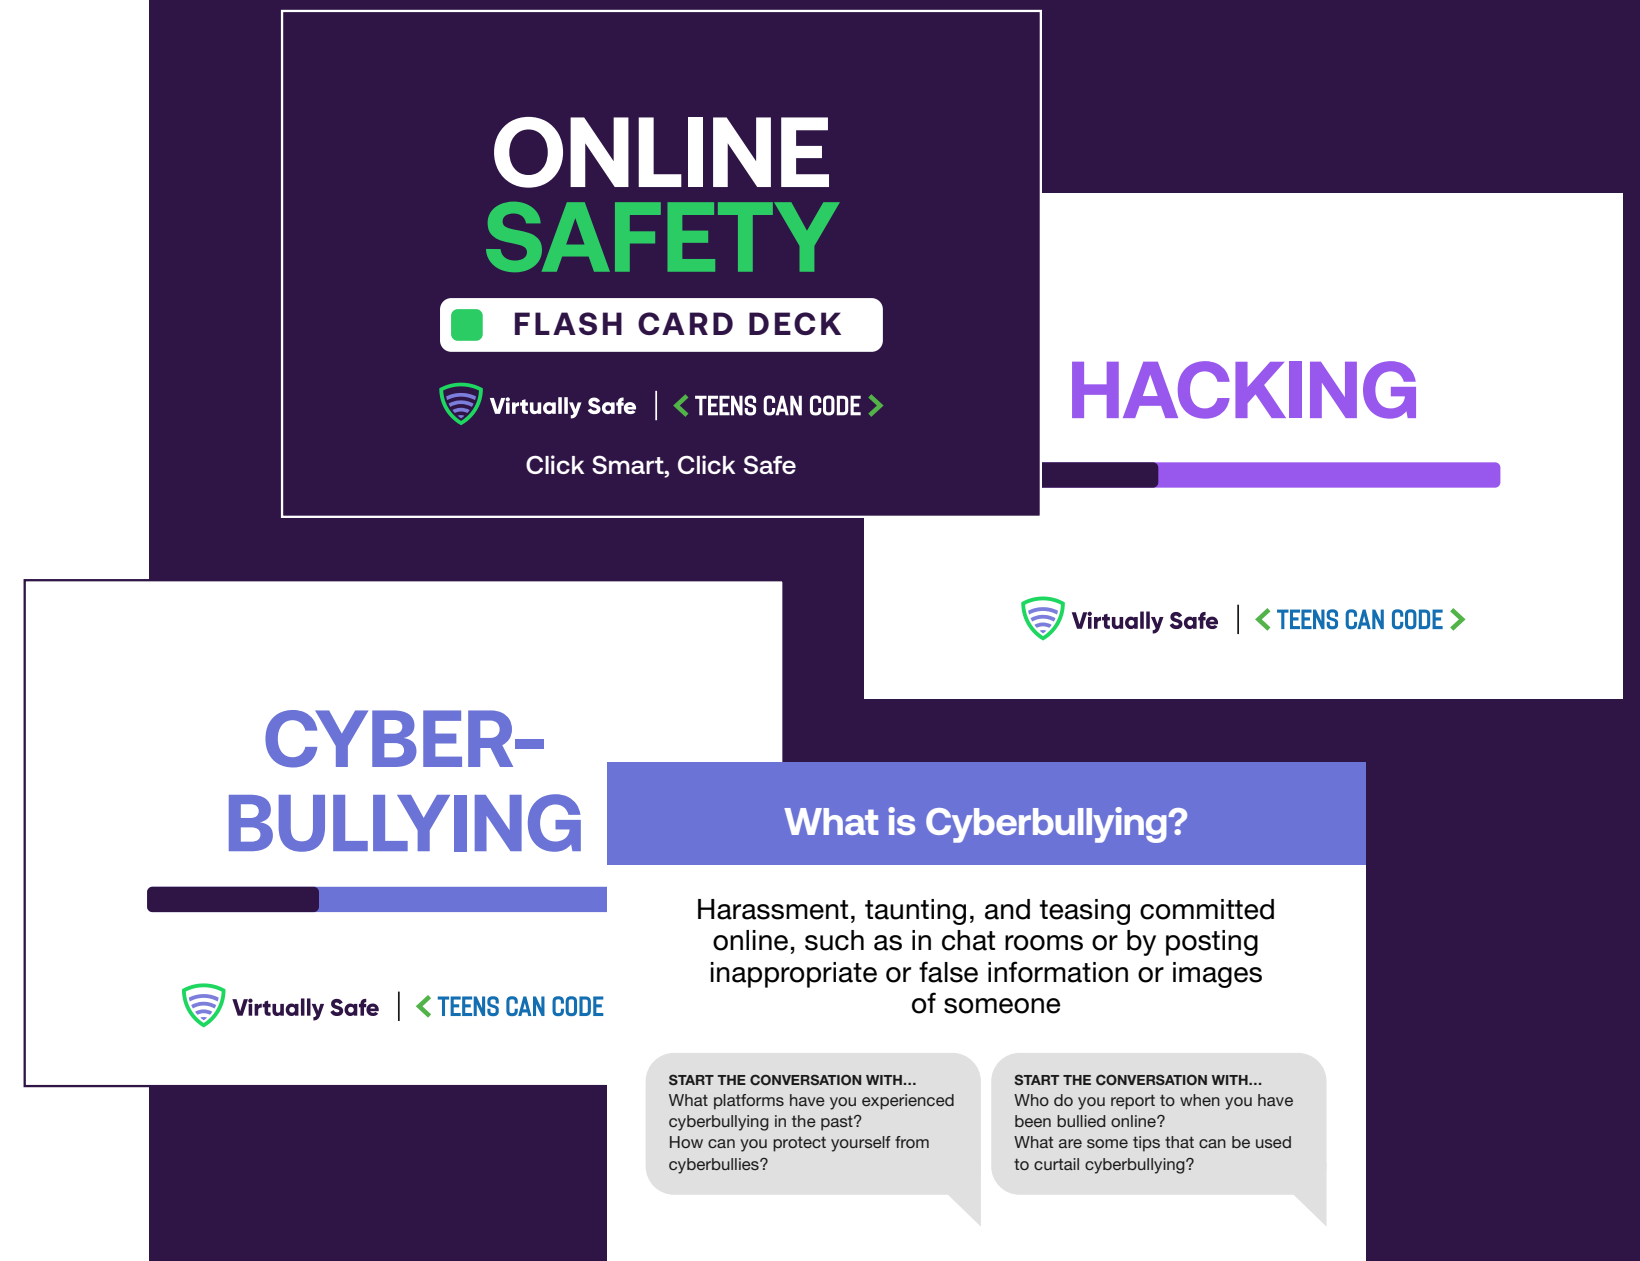 ONLINE
SAFETY
FLASH CARD DECK
Virtually Safe | < TEENS CAN CODE >
Click Smart, Click Safe
HACKING
Virtually Safe | < TEENS CAN CODE >
CYBER-
BULLYING
Virtually Safe | < TEENS CAN CODE
What is Cyberbullying?
Harassment, taunting, and teasing committed
online, such as in chat rooms or by posting
inappropriate or false information or images
of someone
START THE CONVERSATION WITH...
What platforms have you experienced
cyberbullying in the past?
How can you protect yourself from
cyberbullies?
START THE CONVERSATION WITH...
Who do you report to when you have
been bullied online?
What are some tips that can be used
to curtail cyberbullying?